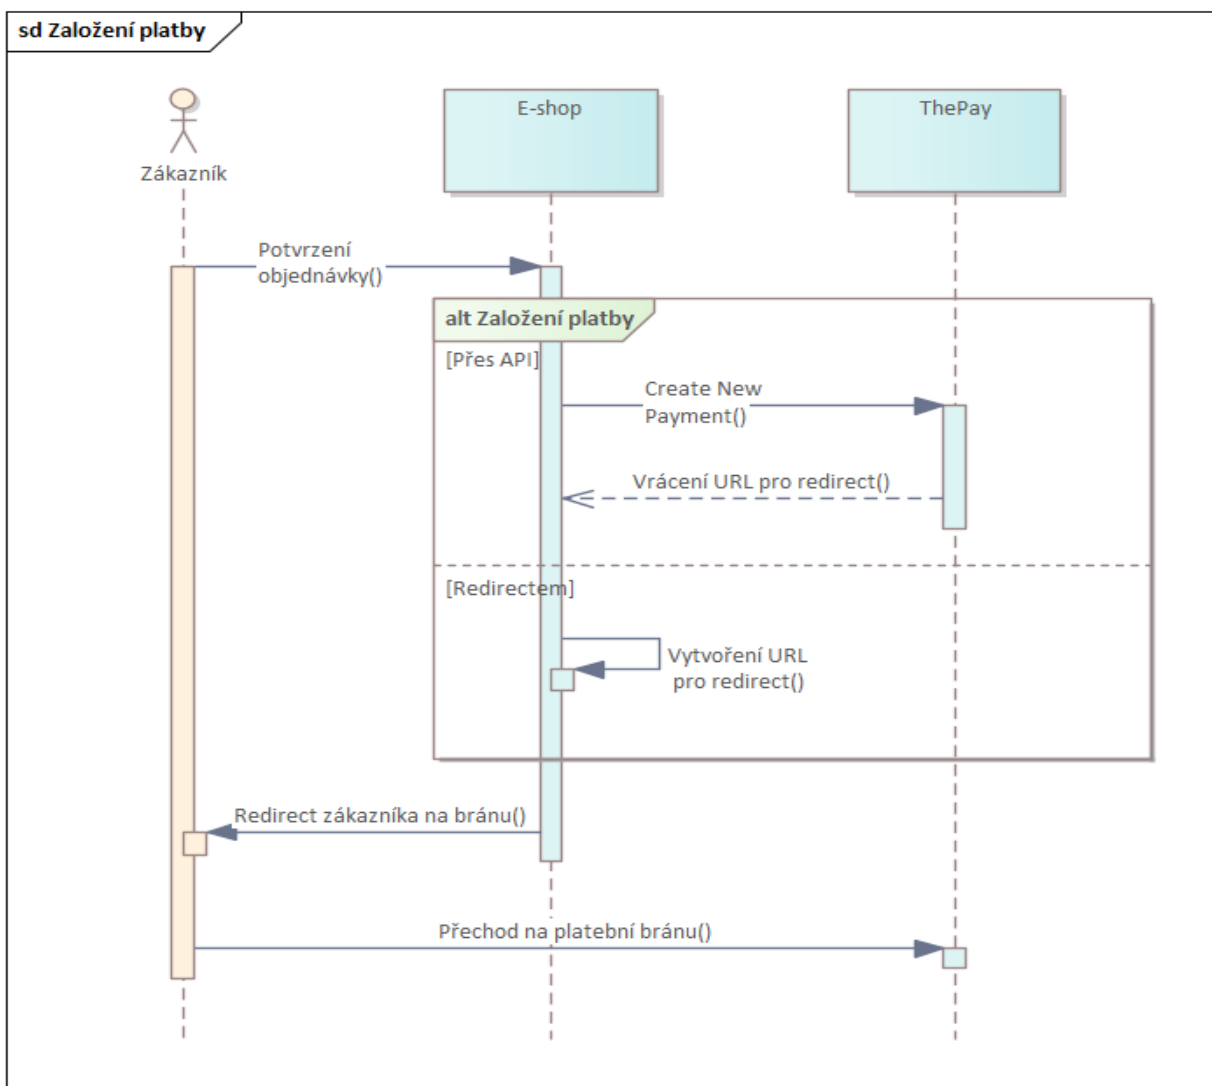 sd Založení platby
E-shop
ThePay
Zákazník
Potvrzení
objednávky()
alt Založení platby
[Přes API]
Create New
Payment()
Vrácení URL pro redirect()
[Redirectem]
Vytvoření URL
pro redirect()
Redirect zákazníka na bránu()
Přechod na platební bránu()